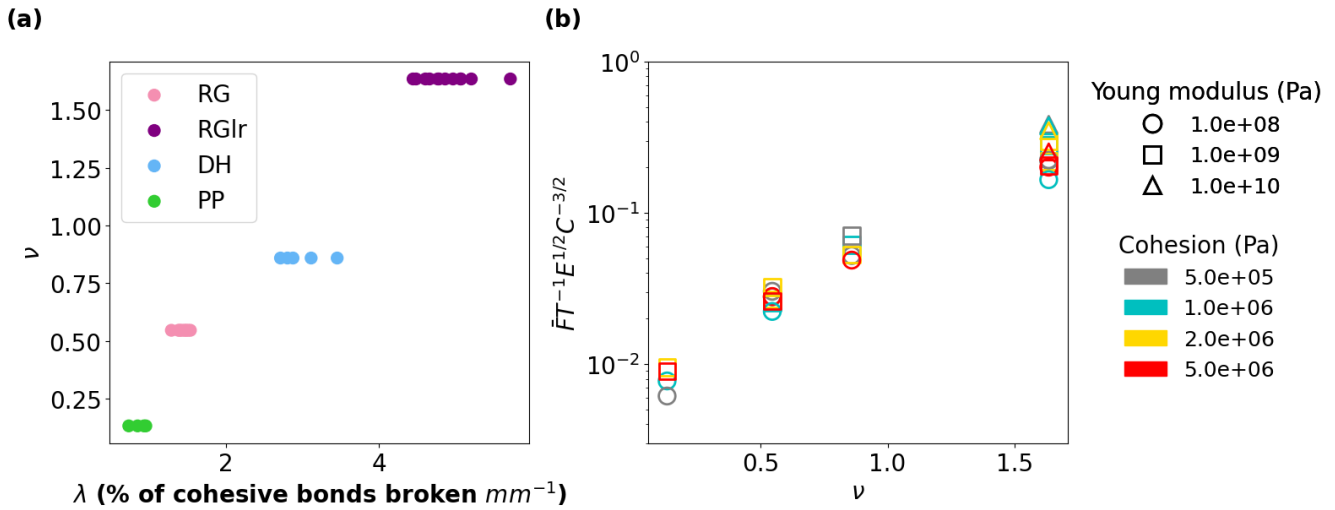 (a)
(b)
RG
RGlr
DH
PP
1.50
1.25
1.00
0.75
0.50
0.25
ν
2
4
λ (% of cohesive bonds broken mm⁻¹)
10⁰
10⁻¹
10⁻²
F̄T⁻¹E^{1/2}C^{-3/2}
0.5
1.0
1.5
ν
Young modulus (Pa)
1.0e+08
1.0e+09
1.0e+10
Cohesion (Pa)
5.0e+05
1.0e+06
2.0e+06
5.0e+06